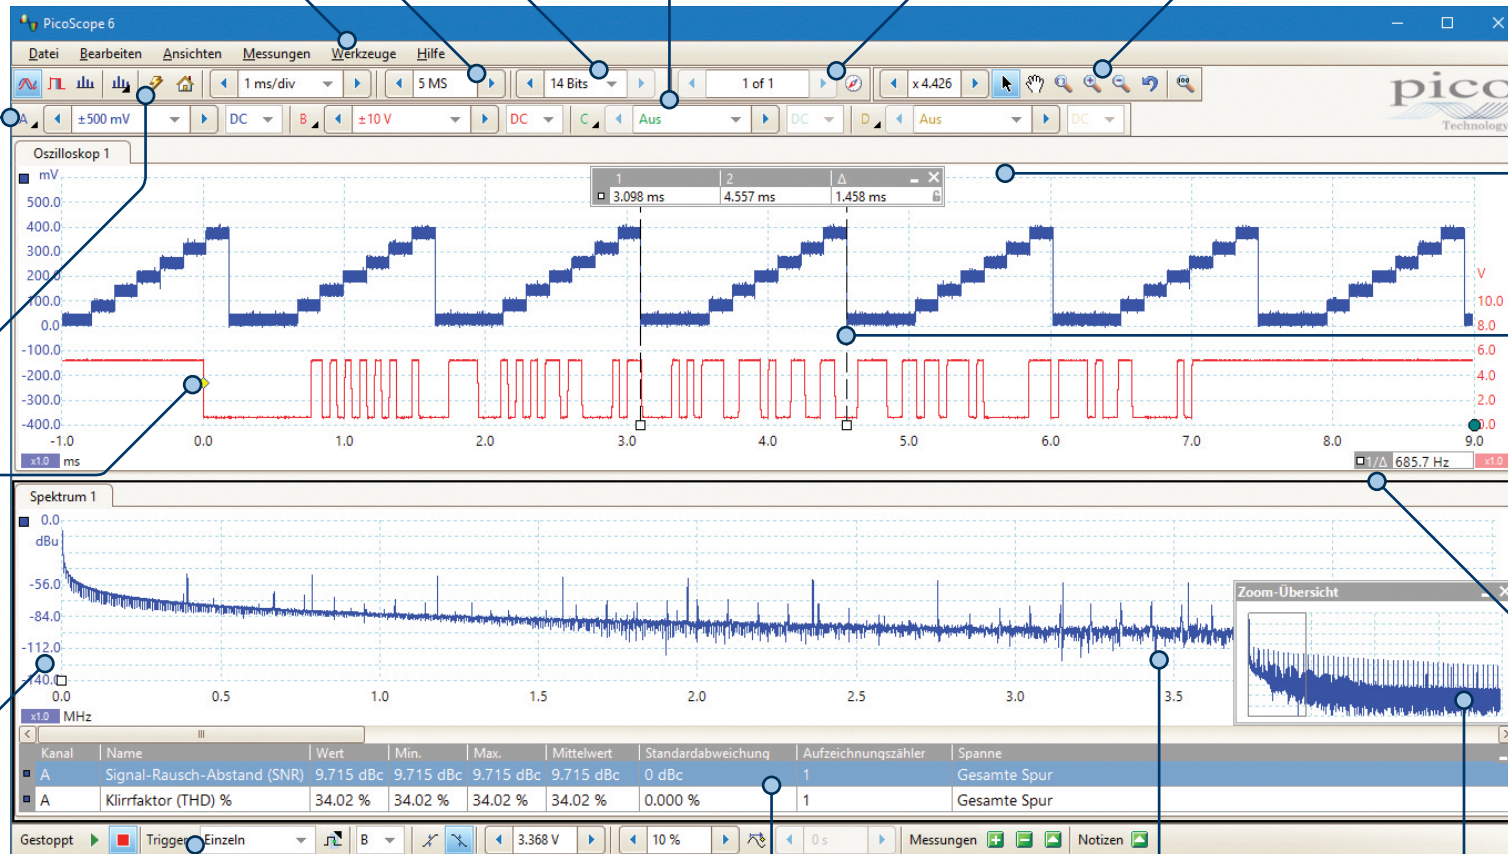 PicoScope 6
Datei Bearbeiten Ansichten Messungen Werkzeuge Hilfe
1 ms/div 5 MS 14 Bits 1 of 1 x 4.426
pico
Technology
A ±500 mV DC B ±10 V DC C Aus DC D Aus DC
Oszilloskop 1
mV
1 2 Δ
3.098 ms 4.557 ms 1.458 ms
500.0
400.0
300.0
200.0
100.0
0.0
-100.0
-200.0
-300.0
-400.0
V
10.0
8.0
6.0
4.0
2.0
0.0
-1.0 0.0 1.0 2.0 3.0 4.0 5.0 6.0 7.0 8.0 9.0
x1.0 ms
1/Δ 685.7 Hz x1.0
Spektrum 1
0.0
dBu
-56.0
-84.0
-112.0
-140.0
0.0 0.5 1.0 1.5 2.0 2.5 3.0 3.5
x1.0 MHz
Zoom-Übersicht
Kanal Name Wert Min. Max. Mittelwert Standardabweichung Aufzeichnungszähler Spanne
A Signal-Rausch-Abstand (SNR) 9.715 dBc 9.715 dBc 9.715 dBc 9.715 dBc 0 dBc 1 Gesamte Spur
A Klirrfaktor (THD) % 34.02 % 34.02 % 34.02 % 34.02 % 0.000 % 1 Gesamte Spur
Gestoppt Trigger Einzeln B 3.368 V 10 % 0 s Messungen Notizen